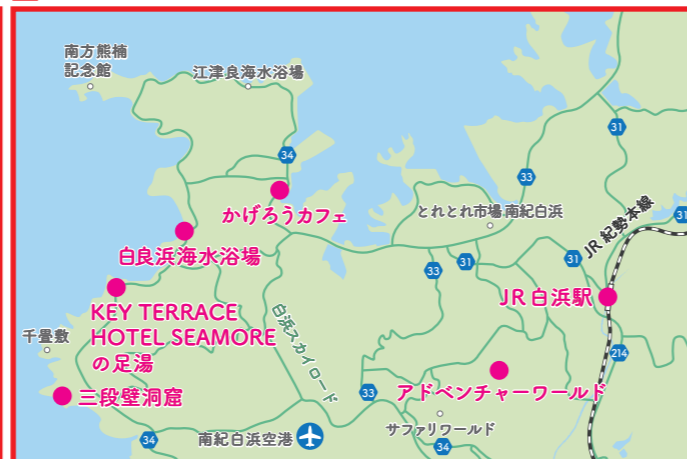 南方熊楠
記念館
江津良海水浴場
34
31
33
かげろうカフェ
とれとれ市場 南紀白浜
JR 紀勢本線
31
白良浜海水浴場
33
31
31
KEY TERRACE
HOTEL SEAMORE
の足湯
JR白浜駅
千畳敷
白浜スカイロード
214
三段壁洞窟
33
アドベンチャーワールド
サファリワールド
34
南紀白浜空港
34